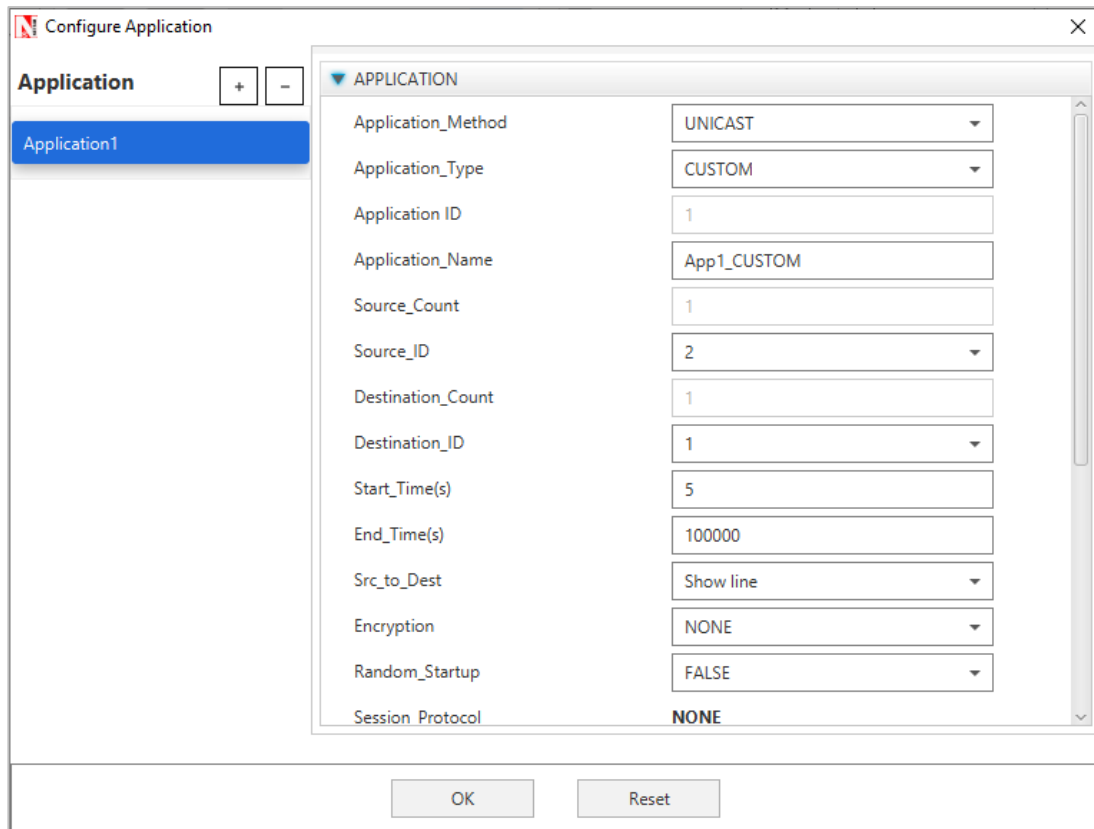 Configure Application
Application + -
Application1
APPLICATION
Application_Method UNICAST
Application_Type CUSTOM
Application ID 1
Application_Name App1_CUSTOM
Source_Count 1
Source_ID 2
Destination_Count 1
Destination_ID 1
Start_Time(s) 5
End_Time(s) 100000
Src_to_Dest Show line
Encryption NONE
Random_Startup FALSE
Session_Protocol NONE
OK Reset